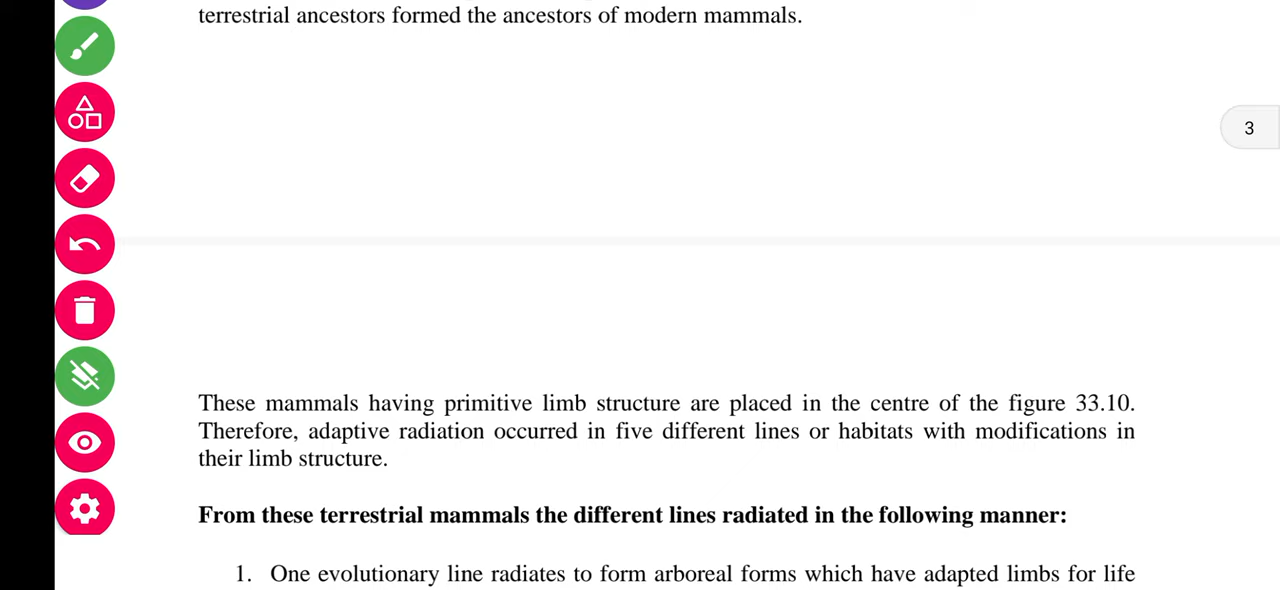 terrestrial ancestors formed the ancestors of modern mammals.
3
These mammals having primitive limb structure are placed in the centre of the figure 33.10.
Therefore, adaptive radiation occurred in five different lines or habitats with modifications in
their limb structure.
From these terrestrial mammals the different lines radiated in the following manner:
1. One evolutionary line radiates to form arboreal forms which have adapted limbs for life